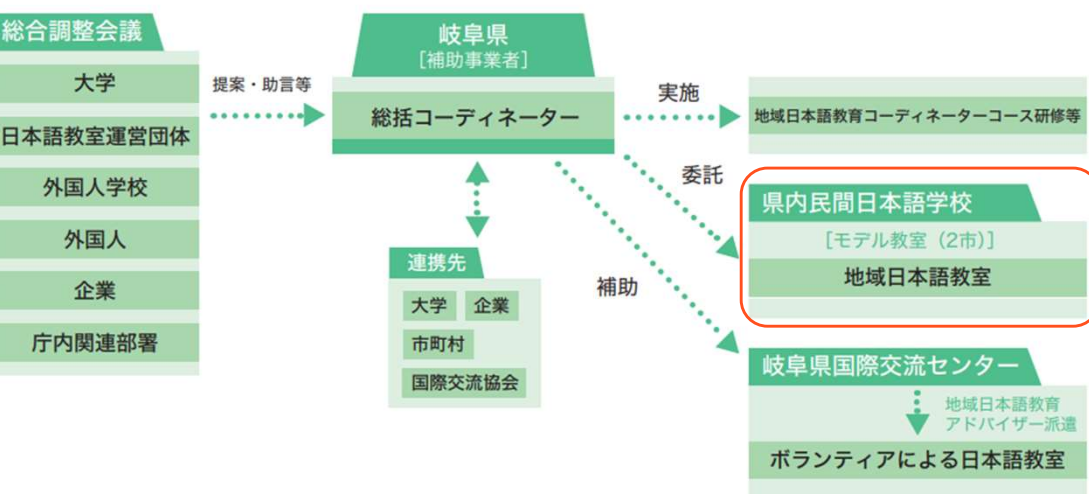 総合調整会議
大学
日本語教室運営団体
外国人学校
外国人
企業
庁内関連部署
提案・助言等
岐阜県
［補助事業者］
総括コーディネーター
連携先
大学 企業
市町村
国際交流協会
実施
地域日本語教育コーディネーターコース研修等
委託
県内民間日本語学校
［モデル教室（2市）］
地域日本語教室
補助
岐阜県国際交流センター
地域日本語教育
アドバイザー派遣
ボランティアによる日本語教室